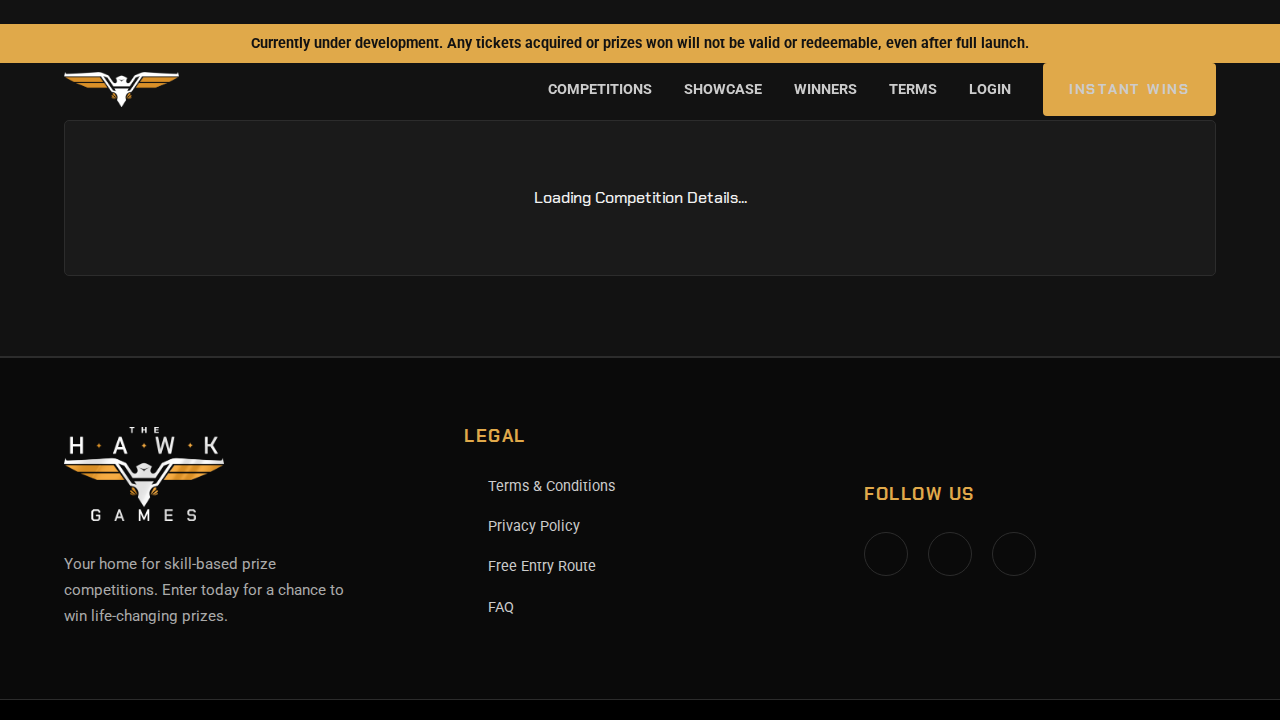 Currently under development. Any tickets acquired or prizes won will not be valid or redeemable, even after full launch.
COMPETITIONS SHOWCASE WINNERS TERMS LOGIN INSTANT WINS
Loading Competition Details...
THE
HAWK
GAMES
Your home for skill-based prize
competitions. Enter today for a chance to
win life-changing prizes.
LEGAL
Terms & Conditions
Privacy Policy
Free Entry Route
FAQ
FOLLOW US